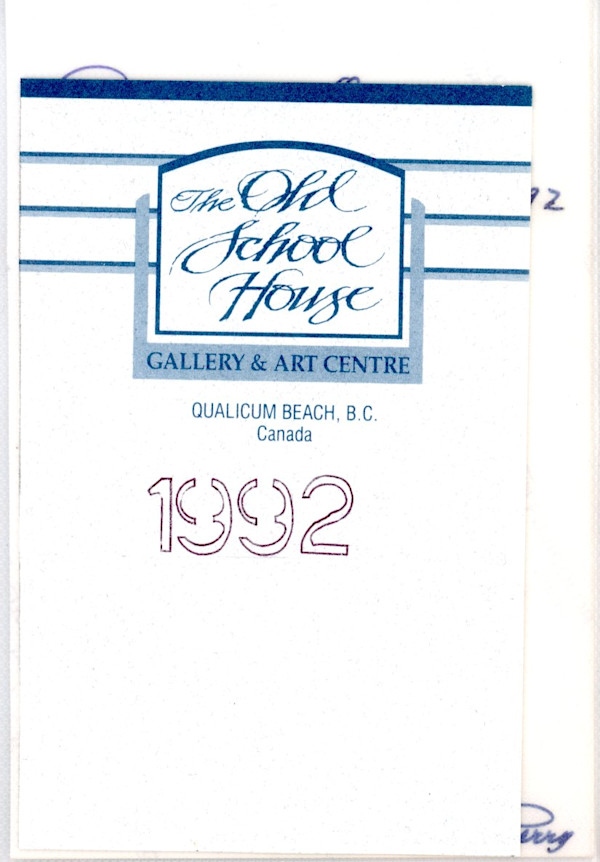 The Old
School
House
GALLERY & ART CENTRE
QUALICUM BEACH, B.C.
Canada
1992